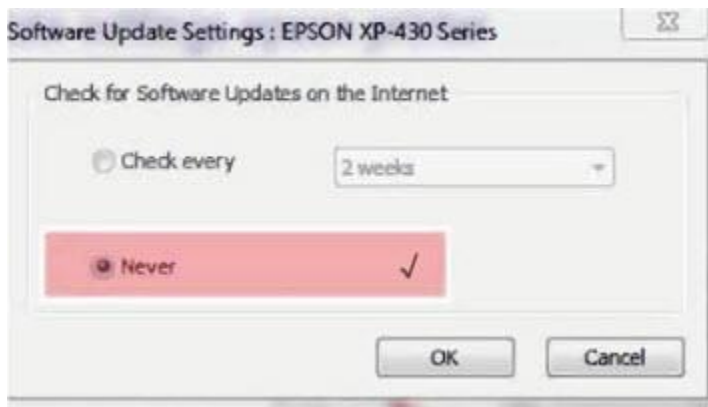 Software Update Settings : EPSON XP-430 Series
Check for Software Updates on the Internet
Check every 2 weeks
Never ✓
OK Cancel